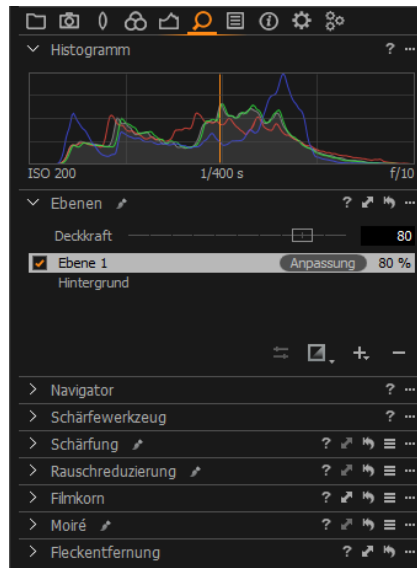 Histogramm ? ...
ISO 200 1/400 s f/10
Ebenen ? ...
Deckkraft 80
Ebene 1 Anpassung 80 %
Hintergrund
Navigator ? ...
Schärfewerkzeug ? ...
Schärfung ? ...
Rauschreduzierung ? ...
Filmkorn ? ...
Moiré ? ...
Fleckentfernung ? ...